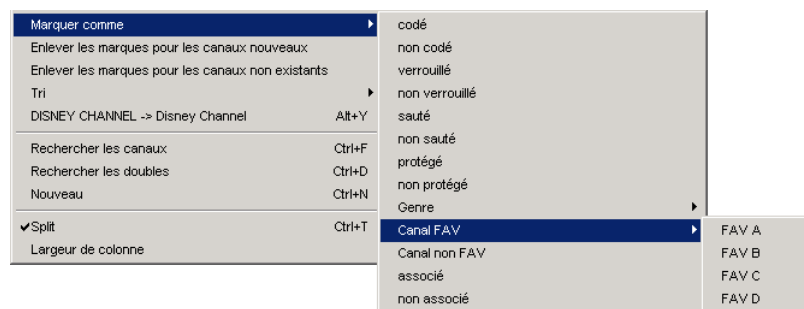 Marquer comme
Enlever les marques pour les canaux nouveaux
Enlever les marques pour les canaux non existants
Tri
DISNEY CHANNEL -> Disney Channel Alt+Y
Rechercher les canaux Ctrl+F
Rechercher les doubles Ctrl+D
Nouveau Ctrl+N
Split Ctrl+T
Largeur de colonne
codé
non codé
verrouillé
non verrouillé
sauté
non sauté
protégé
non protégé
Genre
Canal FAV
Canal non FAV
associé
non associé
FAV A
FAV B
FAV C
FAV D